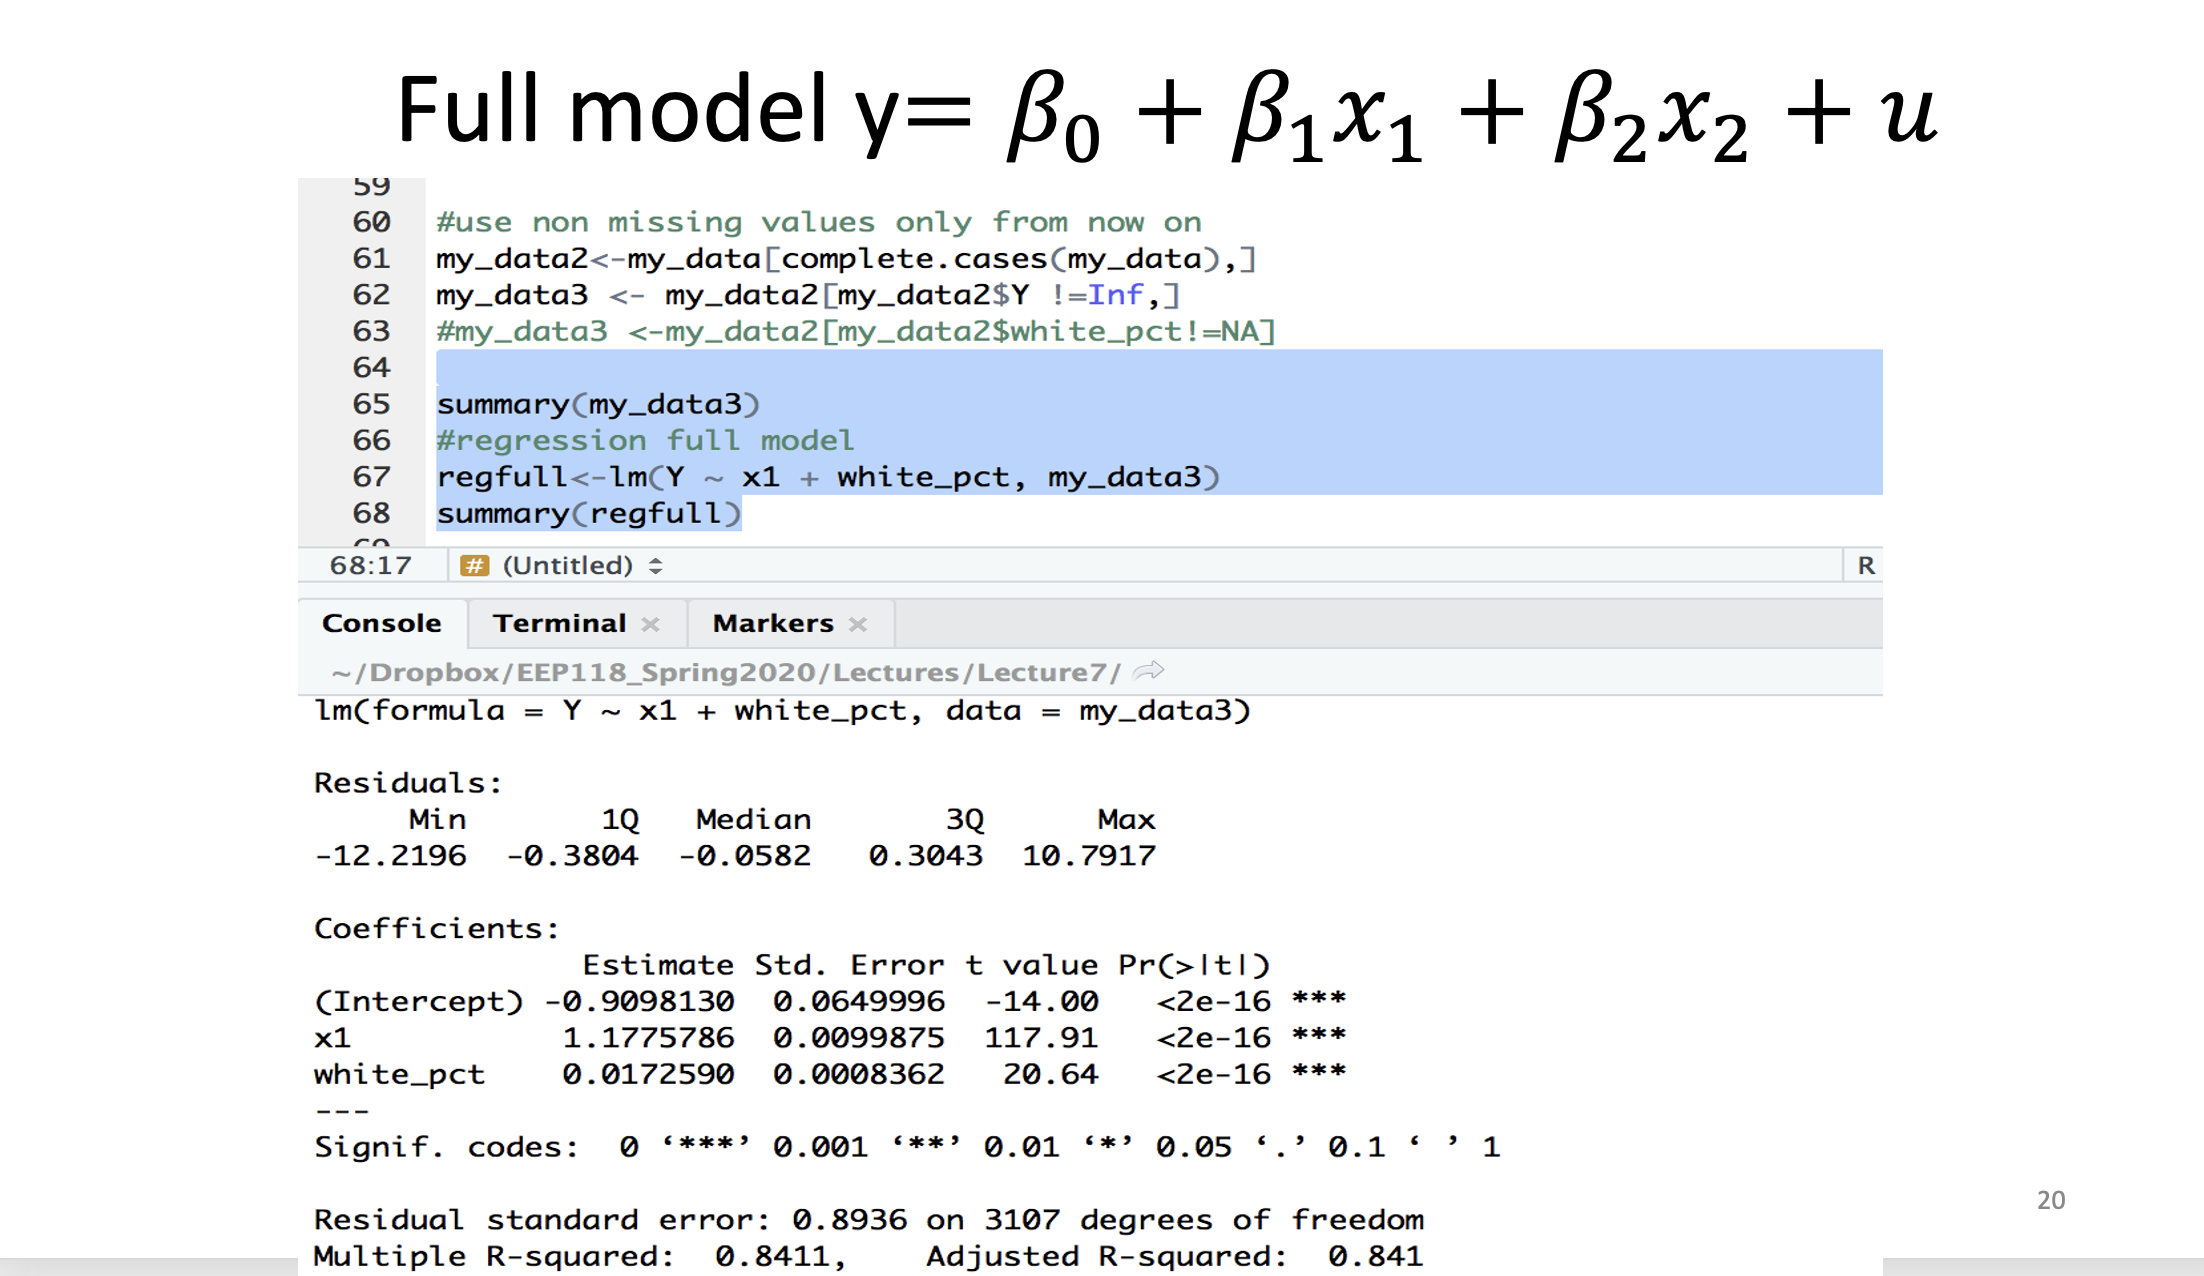 Full model y= β₀ + β₁x₁ + β₂x₂ + u
59
60 #use non missing values only from now on
61 my_data2<-my_data[complete.cases(my_data),]
62 my_data3 <- my_data2[my_data2$Y !=Inf,]
63 #my_data3 <-my_data2[my_data2$white_pct!=NA]
64
65 summary(my_data3)
66 #regression full model
67 regfull<-lm(Y ~ x1 + white_pct, my_data3)
68 summary(regfull)
68:17 # (Untitled) R
Console Terminal × Markers ×
~/Dropbox/EEP118_Spring2020/Lectures/Lecture7/
lm(formula = Y ~ x1 + white_pct, data = my_data3)
Residuals:
Min 1Q Median 3Q Max
-12.2196 -0.3804 -0.0582 0.3043 10.7917
Coefficients:
Estimate Std. Error t value Pr(>|t|)
(Intercept) -0.9098130 0.0649996 -14.00 <2e-16 ***
x1 1.1775786 0.0099875 117.91 <2e-16 ***
white_pct 0.0172590 0.0008362 20.64 <2e-16 ***
---
Signif. codes: 0 ‘***’ 0.001 ‘**’ 0.01 ‘*’ 0.05 ‘.’ 0.1 ‘ ’ 1
Residual standard error: 0.8936 on 3107 degrees of freedom
Multiple R-squared: 0.8411, Adjusted R-squared: 0.841
20